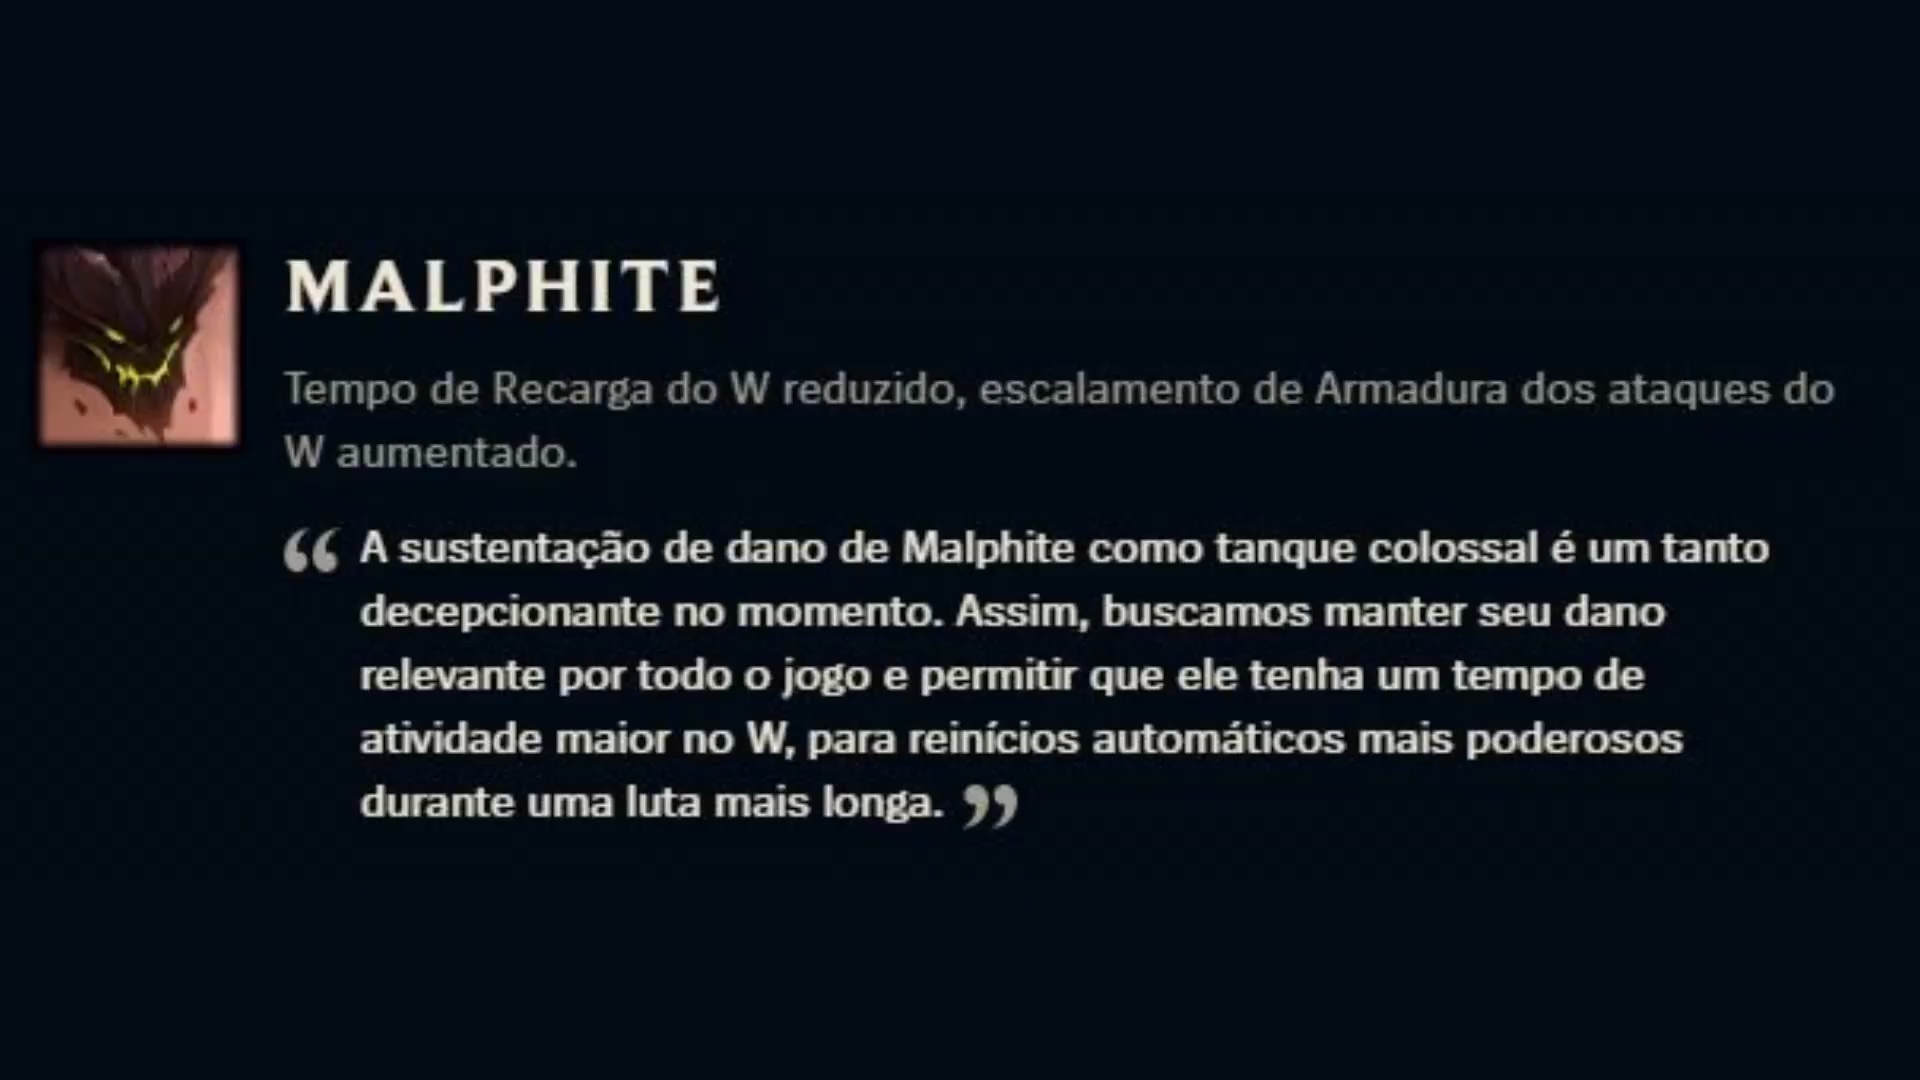 MALPHITE
Tempo de Recarga do W reduzido, escalamento de Armadura dos ataques do
W aumentado.
“ A sustentação de dano de Malphite como tanque colossal é um tanto
decepcionante no momento. Assim, buscamos manter seu dano
relevante por todo o jogo e permitir que ele tenha um tempo de
atividade maior no W, para reinícios automáticos mais poderosos
durante uma luta mais longa. ”